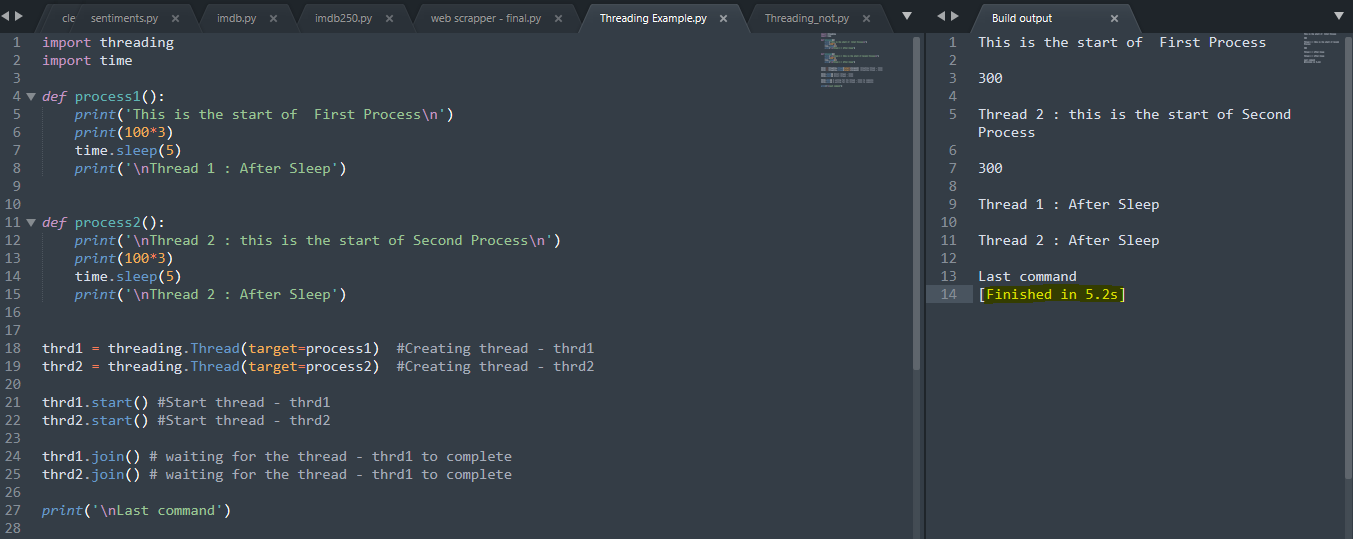 cle sentiments.py × imdb.py × imdb250.py × web scrapper - final.py × Threading Example.py × Threading_not.py ×
1 import threading
2 import time
3
4 def process1():
5 print('This is the start of  First Process\n')
6 print(100*3)
7 time.sleep(5)
8 print('\nThread 1 : After Sleep')
9
10
11 def process2():
12 print('\nThread 2 : this is the start of Second Process\n')
13 print(100*3)
14 time.sleep(5)
15 print('\nThread 2 : After Sleep')
16
17
18 thrd1 = threading.Thread(target=process1)  #Creating thread - thrd1
19 thrd2 = threading.Thread(target=process2)  #Creating thread - thrd2
20
21 thrd1.start() #Start thread - thrd1
22 thrd2.start() #Start thread - thrd2
23
24 thrd1.join() # waiting for the thread - thrd1 to complete
25 thrd2.join() # waiting for the thread - thrd1 to complete
26
27 print('\nLast command')
28
Build output ×
1 This is the start of  First Process
2
3 300
4
5 Thread 2 : this is the start of Second
Process
6
7 300
8
9 Thread 1 : After Sleep
10
11 Thread 2 : After Sleep
12
13 Last command
14 [Finished in 5.2s]